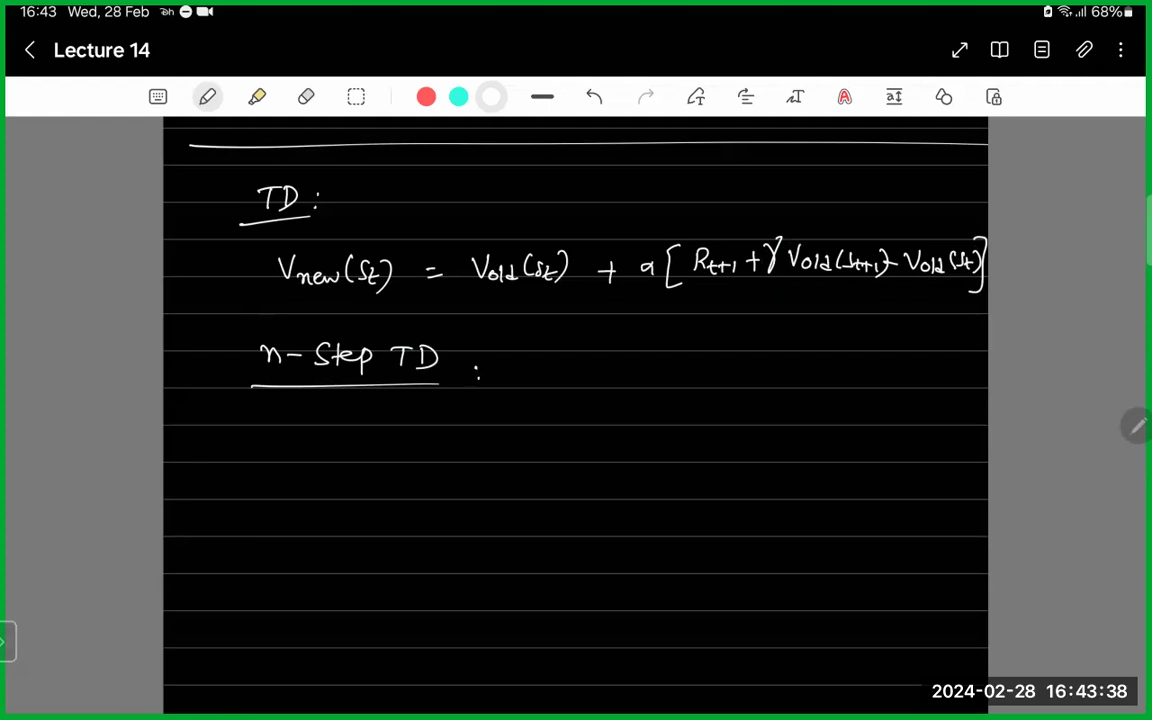 16:43 Wed, 28 Feb 68%
Lecture 14
TD :
Vnew(St) = Vold(St) + a[Rt+1 + γ Vold(St+1) - Vold(St)]
n- Step TD :
2024-02-28 16:43:38